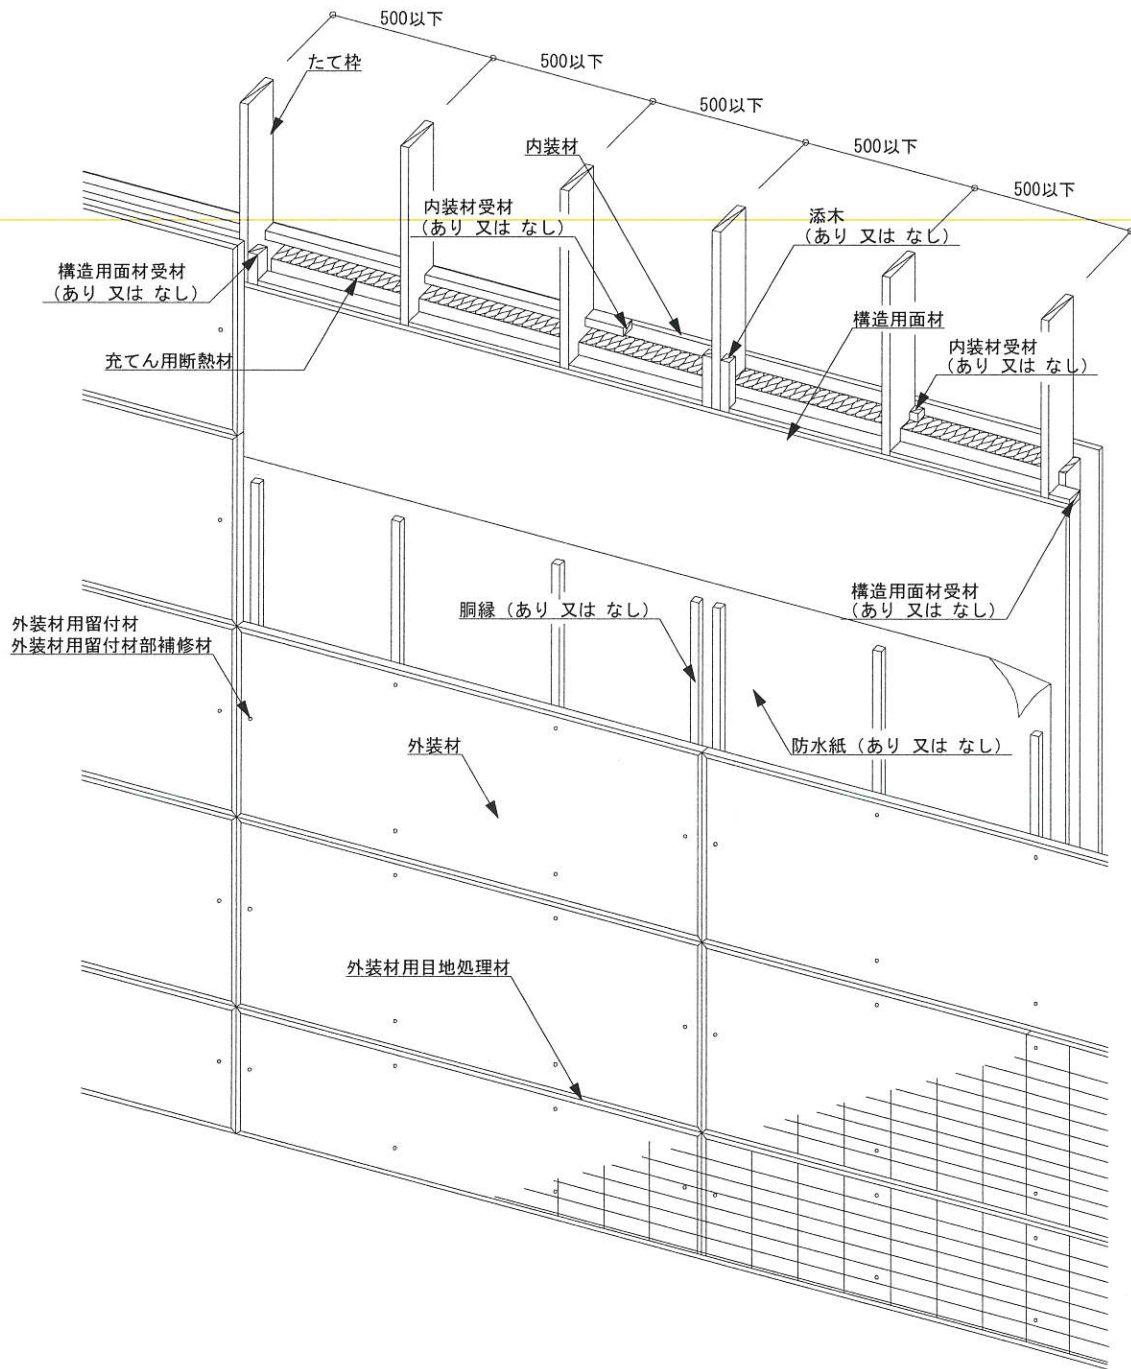 500以下
500以下
500以下
500以下
500以下
たて枠
内装材
内装材受材
(あり 又は なし)
添木
(あり 又は なし)
構造用面材受材
(あり 又は なし)
構造用面材
内装材受材
(あり 又は なし)
充てん用断熱材
構造用面材受材
(あり 又は なし)
胴縁 (あり 又は なし)
外装材用留付材
外装材用留付材部補修材
外装材
防水紙 (あり 又は なし)
外装材用目地処理材